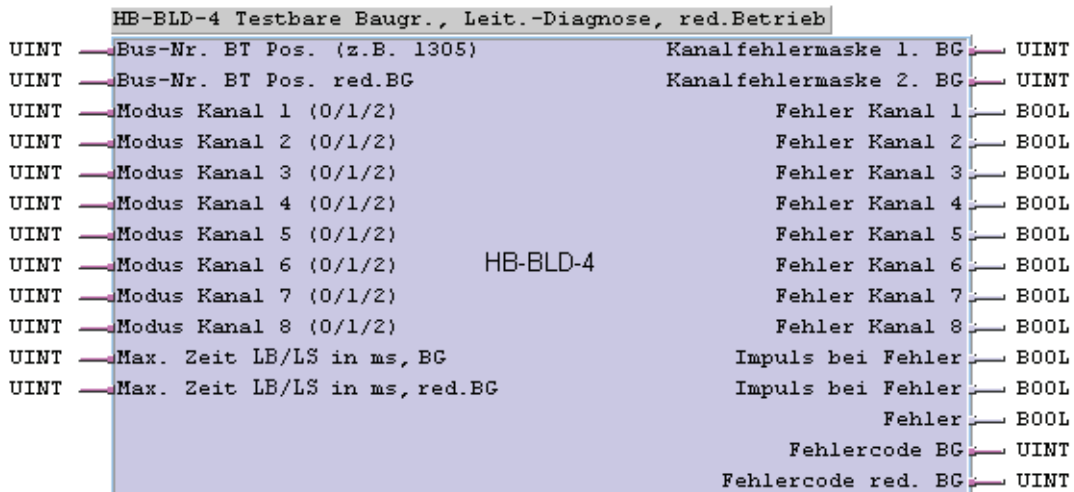 HB-BLD-4 Testbare Baugr., Leit.-Diagnose, red.Betrieb
UINT Bus-Nr. BT Pos. (z.B. 1305) Kanalfehlermaske 1. BG UINT
UINT Bus-Nr. BT Pos. red.BG Kanalfehlermaske 2. BG UINT
UINT Modus Kanal 1 (0/1/2) Fehler Kanal 1 BOOL
UINT Modus Kanal 2 (0/1/2) Fehler Kanal 2 BOOL
UINT Modus Kanal 3 (0/1/2) Fehler Kanal 3 BOOL
UINT Modus Kanal 4 (0/1/2) Fehler Kanal 4 BOOL
UINT Modus Kanal 5 (0/1/2) Fehler Kanal 5 BOOL
UINT Modus Kanal 6 (0/1/2) HB-BLD-4 Fehler Kanal 6 BOOL
UINT Modus Kanal 7 (0/1/2) Fehler Kanal 7 BOOL
UINT Modus Kanal 8 (0/1/2) Fehler Kanal 8 BOOL
UINT Max. Zeit LB/LS in ms, BG Impuls bei Fehler BOOL
UINT Max. Zeit LB/LS in ms, red.BG Impuls bei Fehler BOOL
Fehler BOOL
Fehlercode BG UINT
Fehlercode red. BG UINT